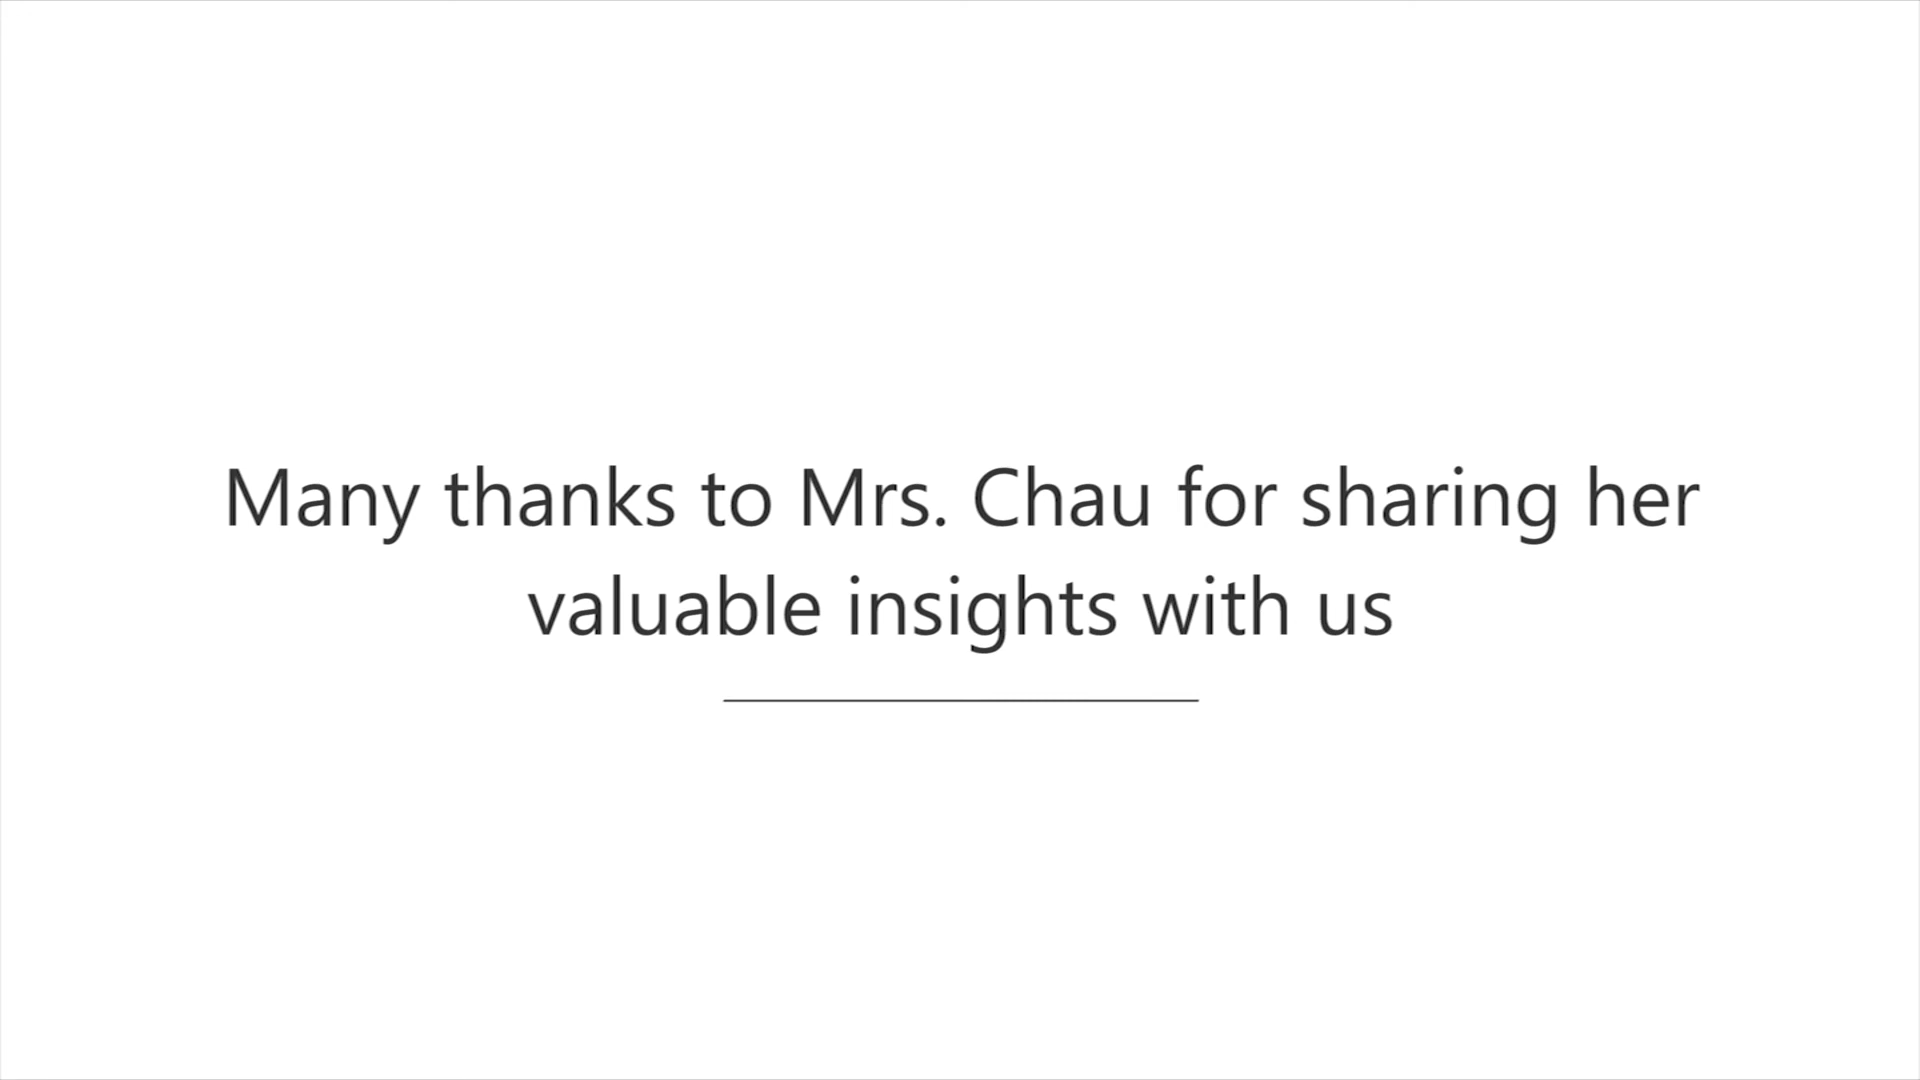 Many thanks to Mrs. Chau for sharing her
valuable insights with us